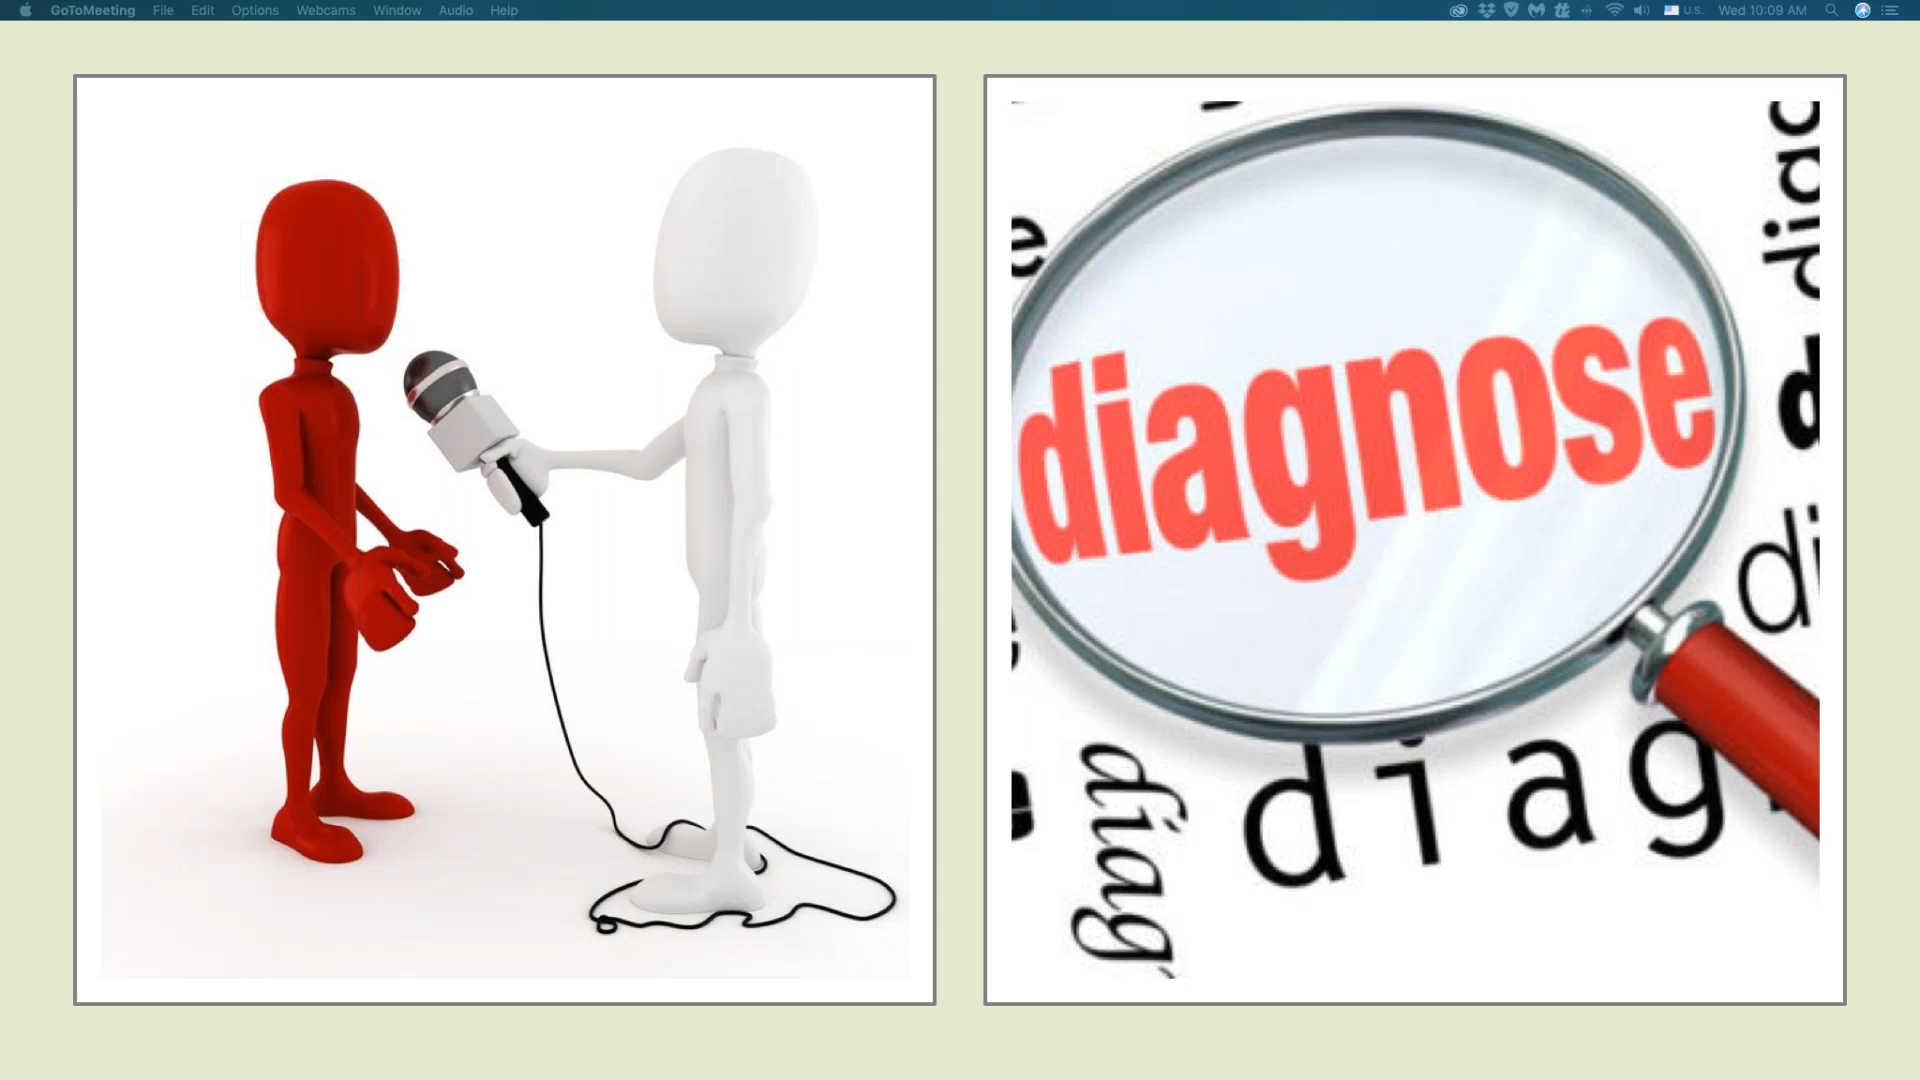 GoToMeeting File Edit Options Webcams Window Audio Help U.S. Wed 10:09 AM
diagnose
diag
di
diag
diag